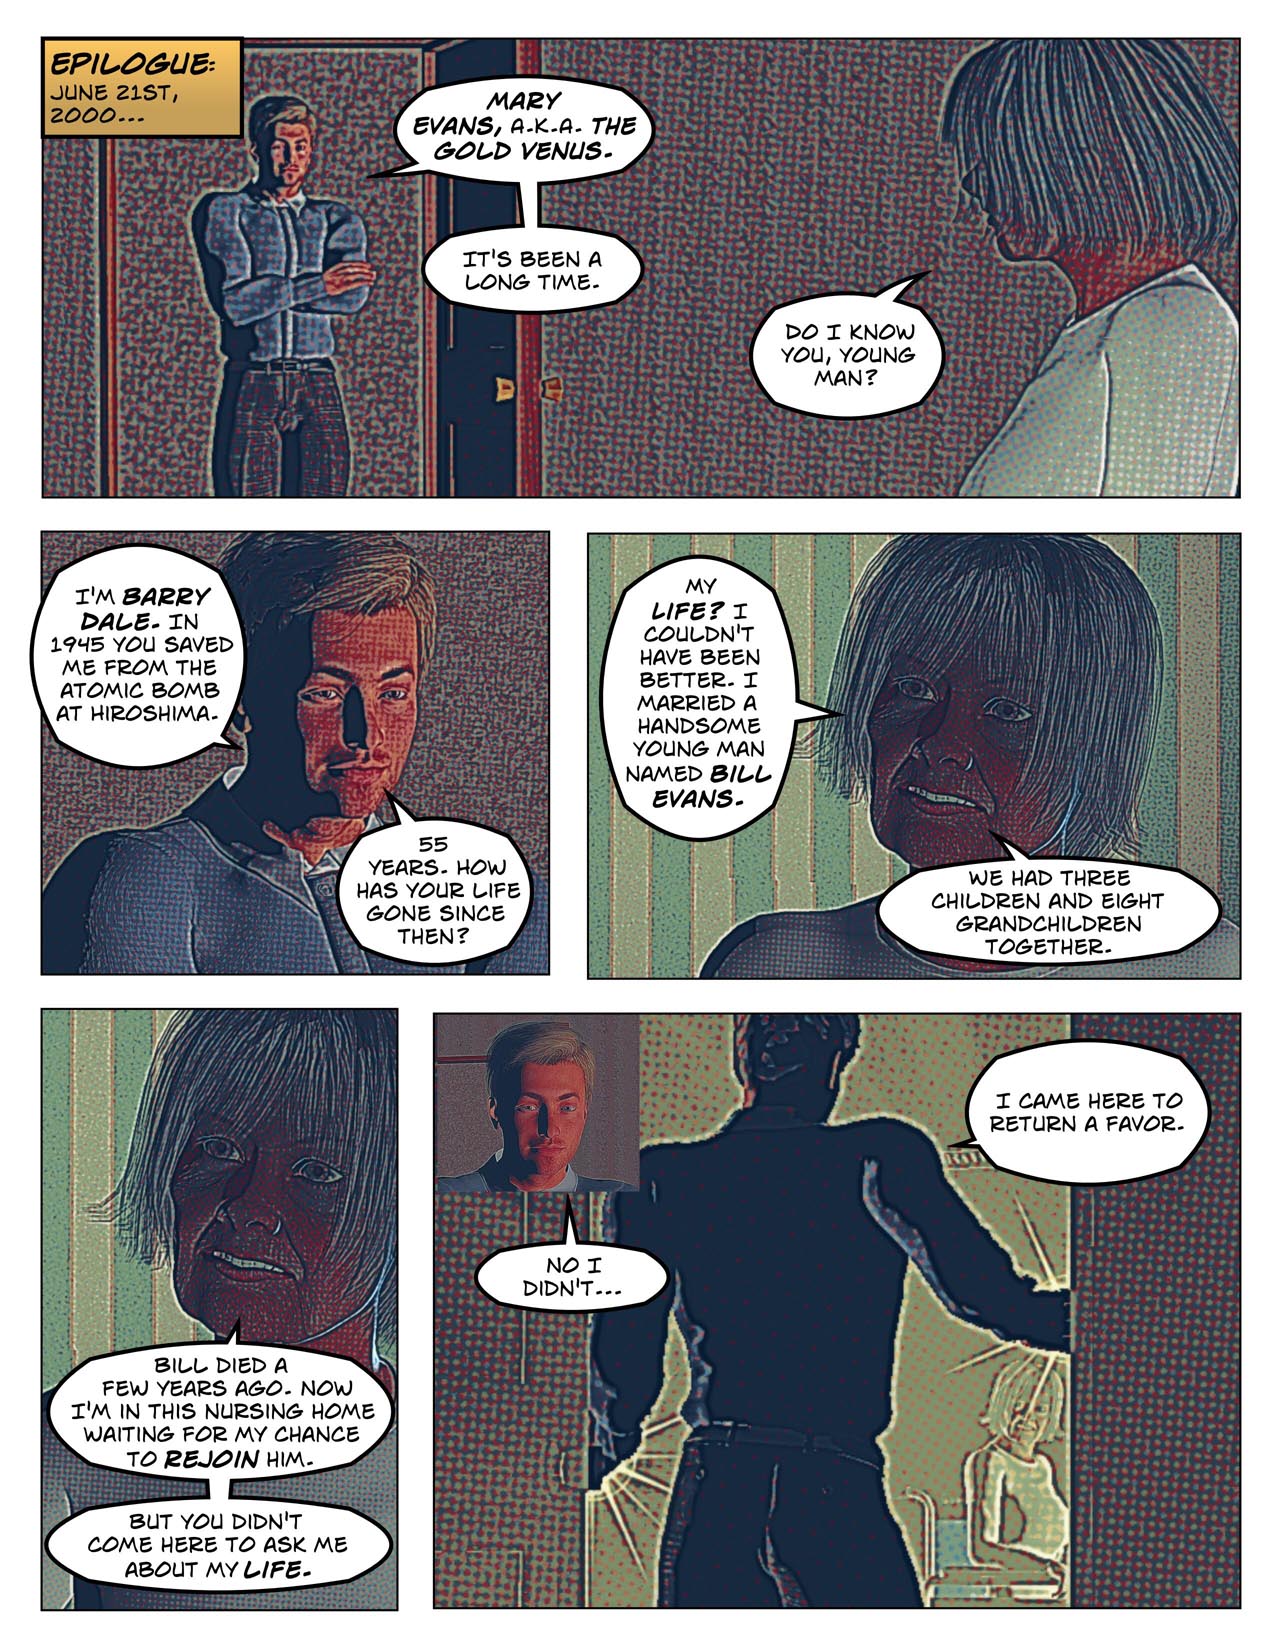 EPILOGUE:
JUNE 21ST,
2000...
MARY
EVANS, A.K.A. THE
GOLD VENUS.
IT'S BEEN A
LONG TIME.
DO I KNOW
YOU, YOUNG
MAN?
I'M BARRY
DALE. IN
1945 YOU SAVED
ME FROM THE
ATOMIC BOMB
AT HIROSHIMA.
55
YEARS. HOW
HAS YOUR LIFE
GONE SINCE
THEN?
MY
LIFE? I
COULDN'T
HAVE BEEN
BETTER. I
MARRIED A
HANDSOME
YOUNG MAN
NAMED BILL
EVANS.
WE HAD THREE
CHILDREN AND EIGHT
GRANDCHILDREN
TOGETHER.
BILL DIED A
FEW YEARS AGO. NOW
I'M IN THIS NURSING HOME
WAITING FOR MY CHANCE
TO REJOIN HIM.
BUT YOU DIDN'T
COME HERE TO ASK ME
ABOUT MY LIFE.
NO I
DIDN'T...
I CAME HERE TO
RETURN A FAVOR.